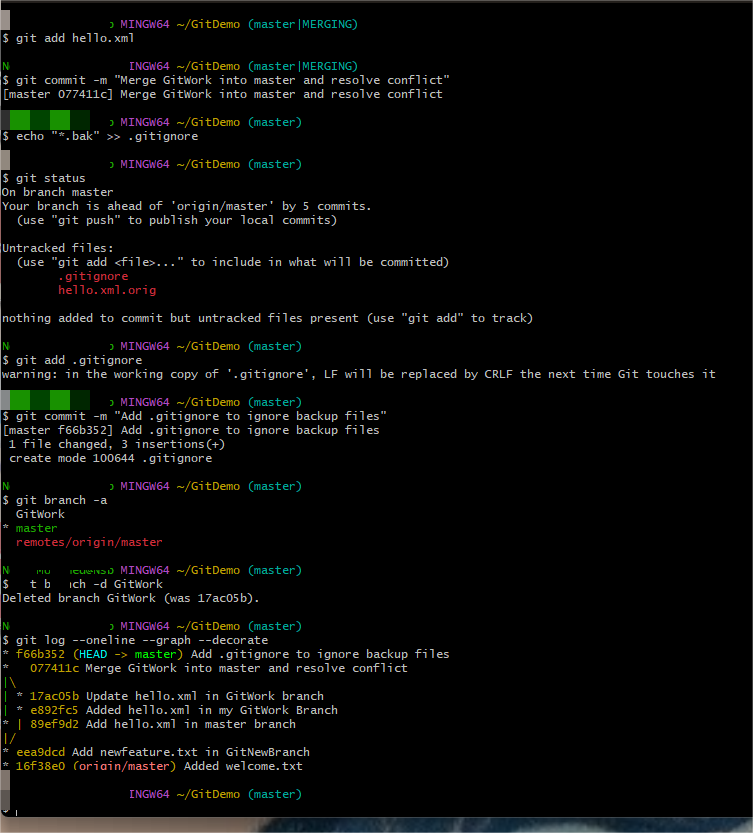 MINGW64 ~/GitDemo (master|MERGING)
$ git add hello.xml
N INGW64 ~/GitDemo (master|MERGING)
$ git commit -m "Merge GitWork into master and resolve conflict"
[master 077411c] Merge GitWork into master and resolve conflict
MINGW64 ~/GitDemo (master)
$ echo "*.bak" >> .gitignore
MINGW64 ~/GitDemo (master)
$ git status
On branch master
Your branch is ahead of 'origin/master' by 5 commits.
(use "git push" to publish your local commits)
Untracked files:
(use "git add <file>..." to include in what will be committed)
.gitignore
hello.xml.orig
nothing added to commit but untracked files present (use "git add" to track)
N MINGW64 ~/GitDemo (master)
$ git add .gitignore
warning: in the working copy of '.gitignore', LF will be replaced by CRLF the next time Git touches it
MINGW64 ~/GitDemo (master)
$ git commit -m "Add .gitignore to ignore backup files"
[master f66b352] Add .gitignore to ignore backup files
1 file changed, 3 insertions(+)
create mode 100644 .gitignore
N MINGW64 ~/GitDemo (master)
$ git branch -a
GitWork
* master
remotes/origin/master
N MINGW64 ~/GitDemo (master)
$ t b ch -d GitWork
Deleted branch GitWork (was 17ac05b).
N MINGW64 ~/GitDemo (master)
$ git log --oneline --graph --decorate
* f66b352 (HEAD -> master) Add .gitignore to ignore backup files
* 077411c Merge GitWork into master and resolve conflict
|\
| * 17ac05b Update hello.xml in GitWork branch
| * e892fc5 Added hello.xml in my GitWork Branch
* | 89ef9d2 Add hello.xml in master branch
|/
* eea9dcd Add newfeature.txt in GitNewBranch
* 16f38e0 (origin/master) Added welcome.txt
INGW64 ~/GitDemo (master)